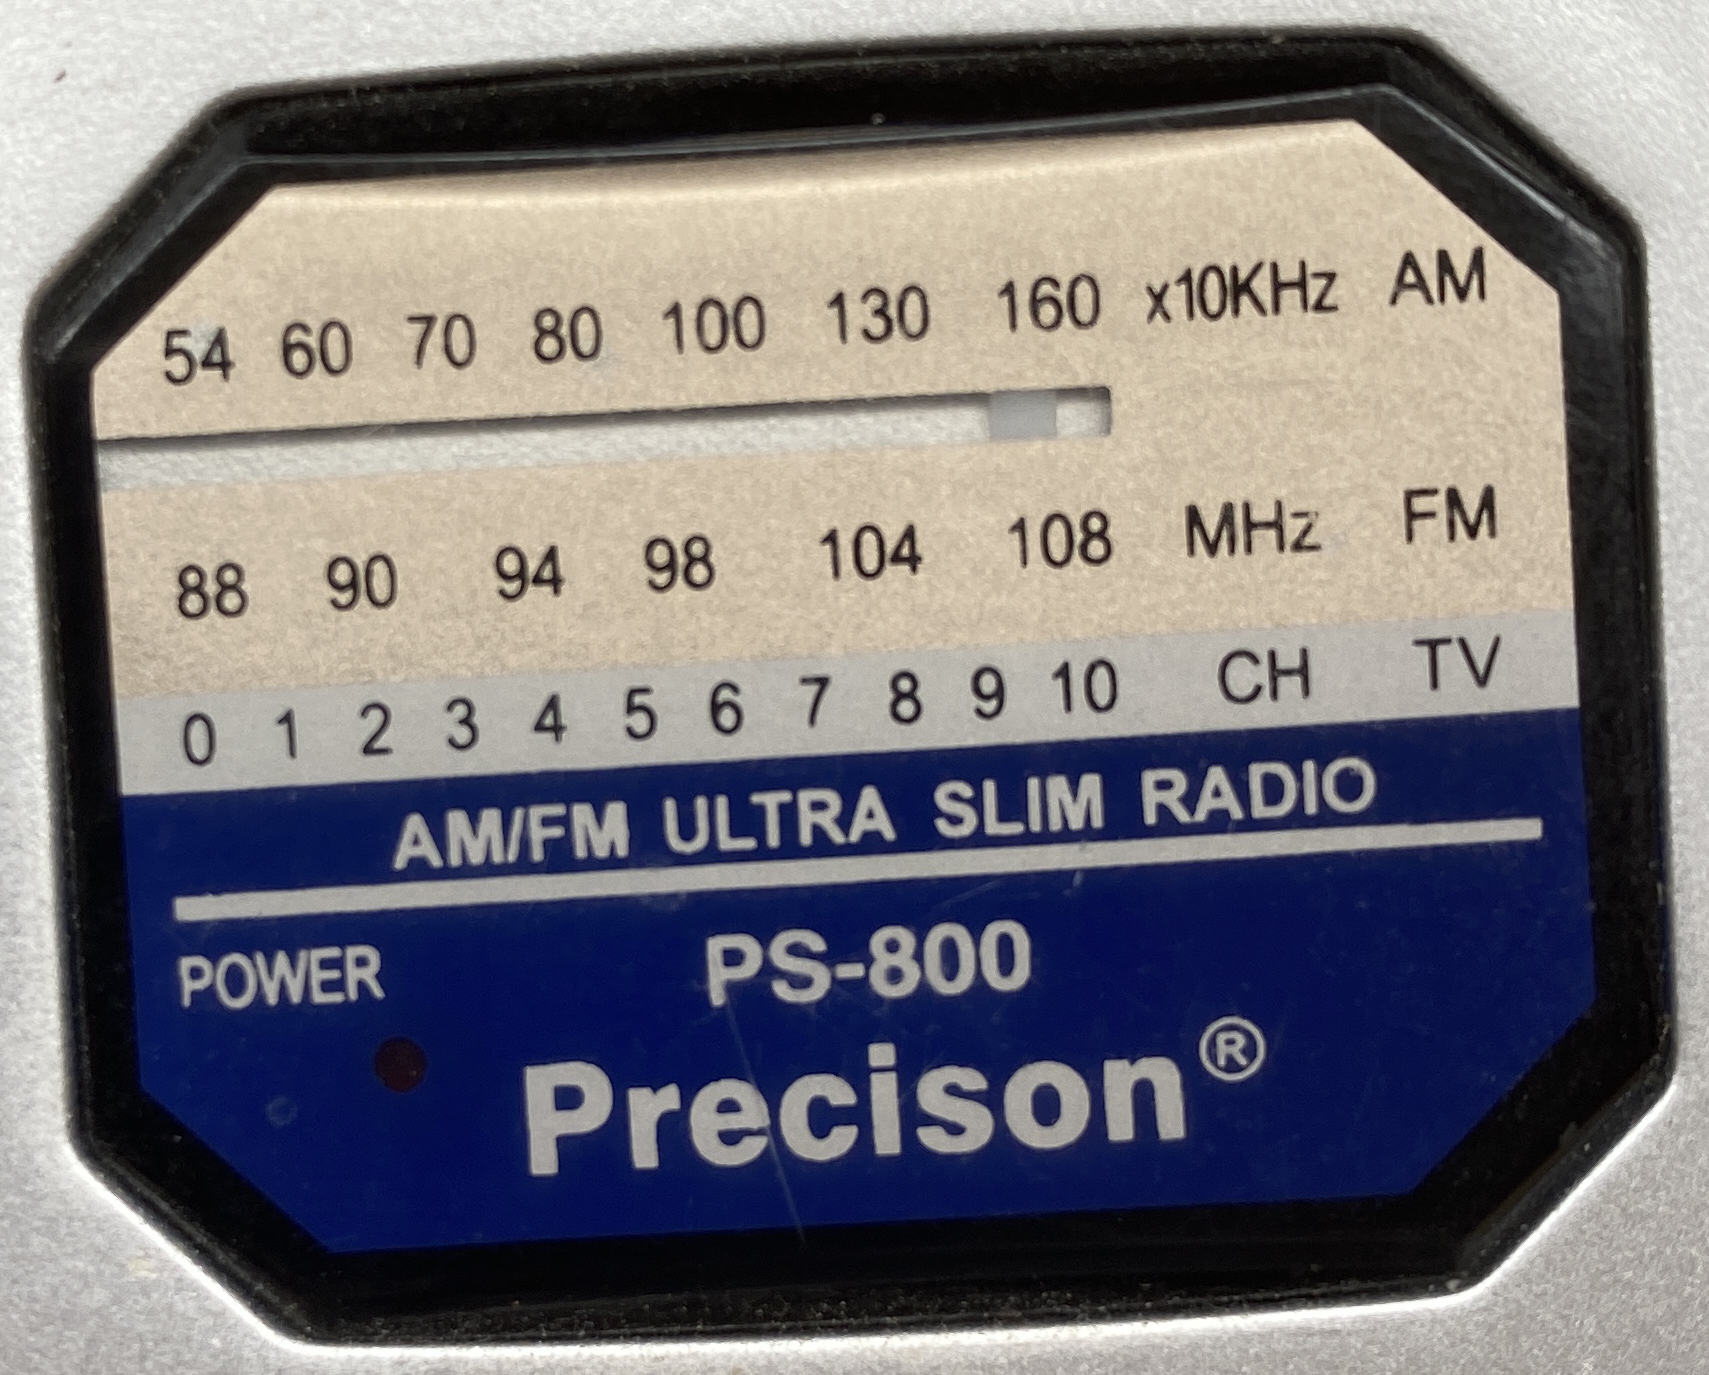 54 60 70 80 100 130 160 x10KHz AM
88 90 94 98 104 108 MHz FM
0 1 2 3 4 5 6 7 8 9 10 CH TV
AM/FM ULTRA SLIM RADIO
POWER PS-800
Precison®